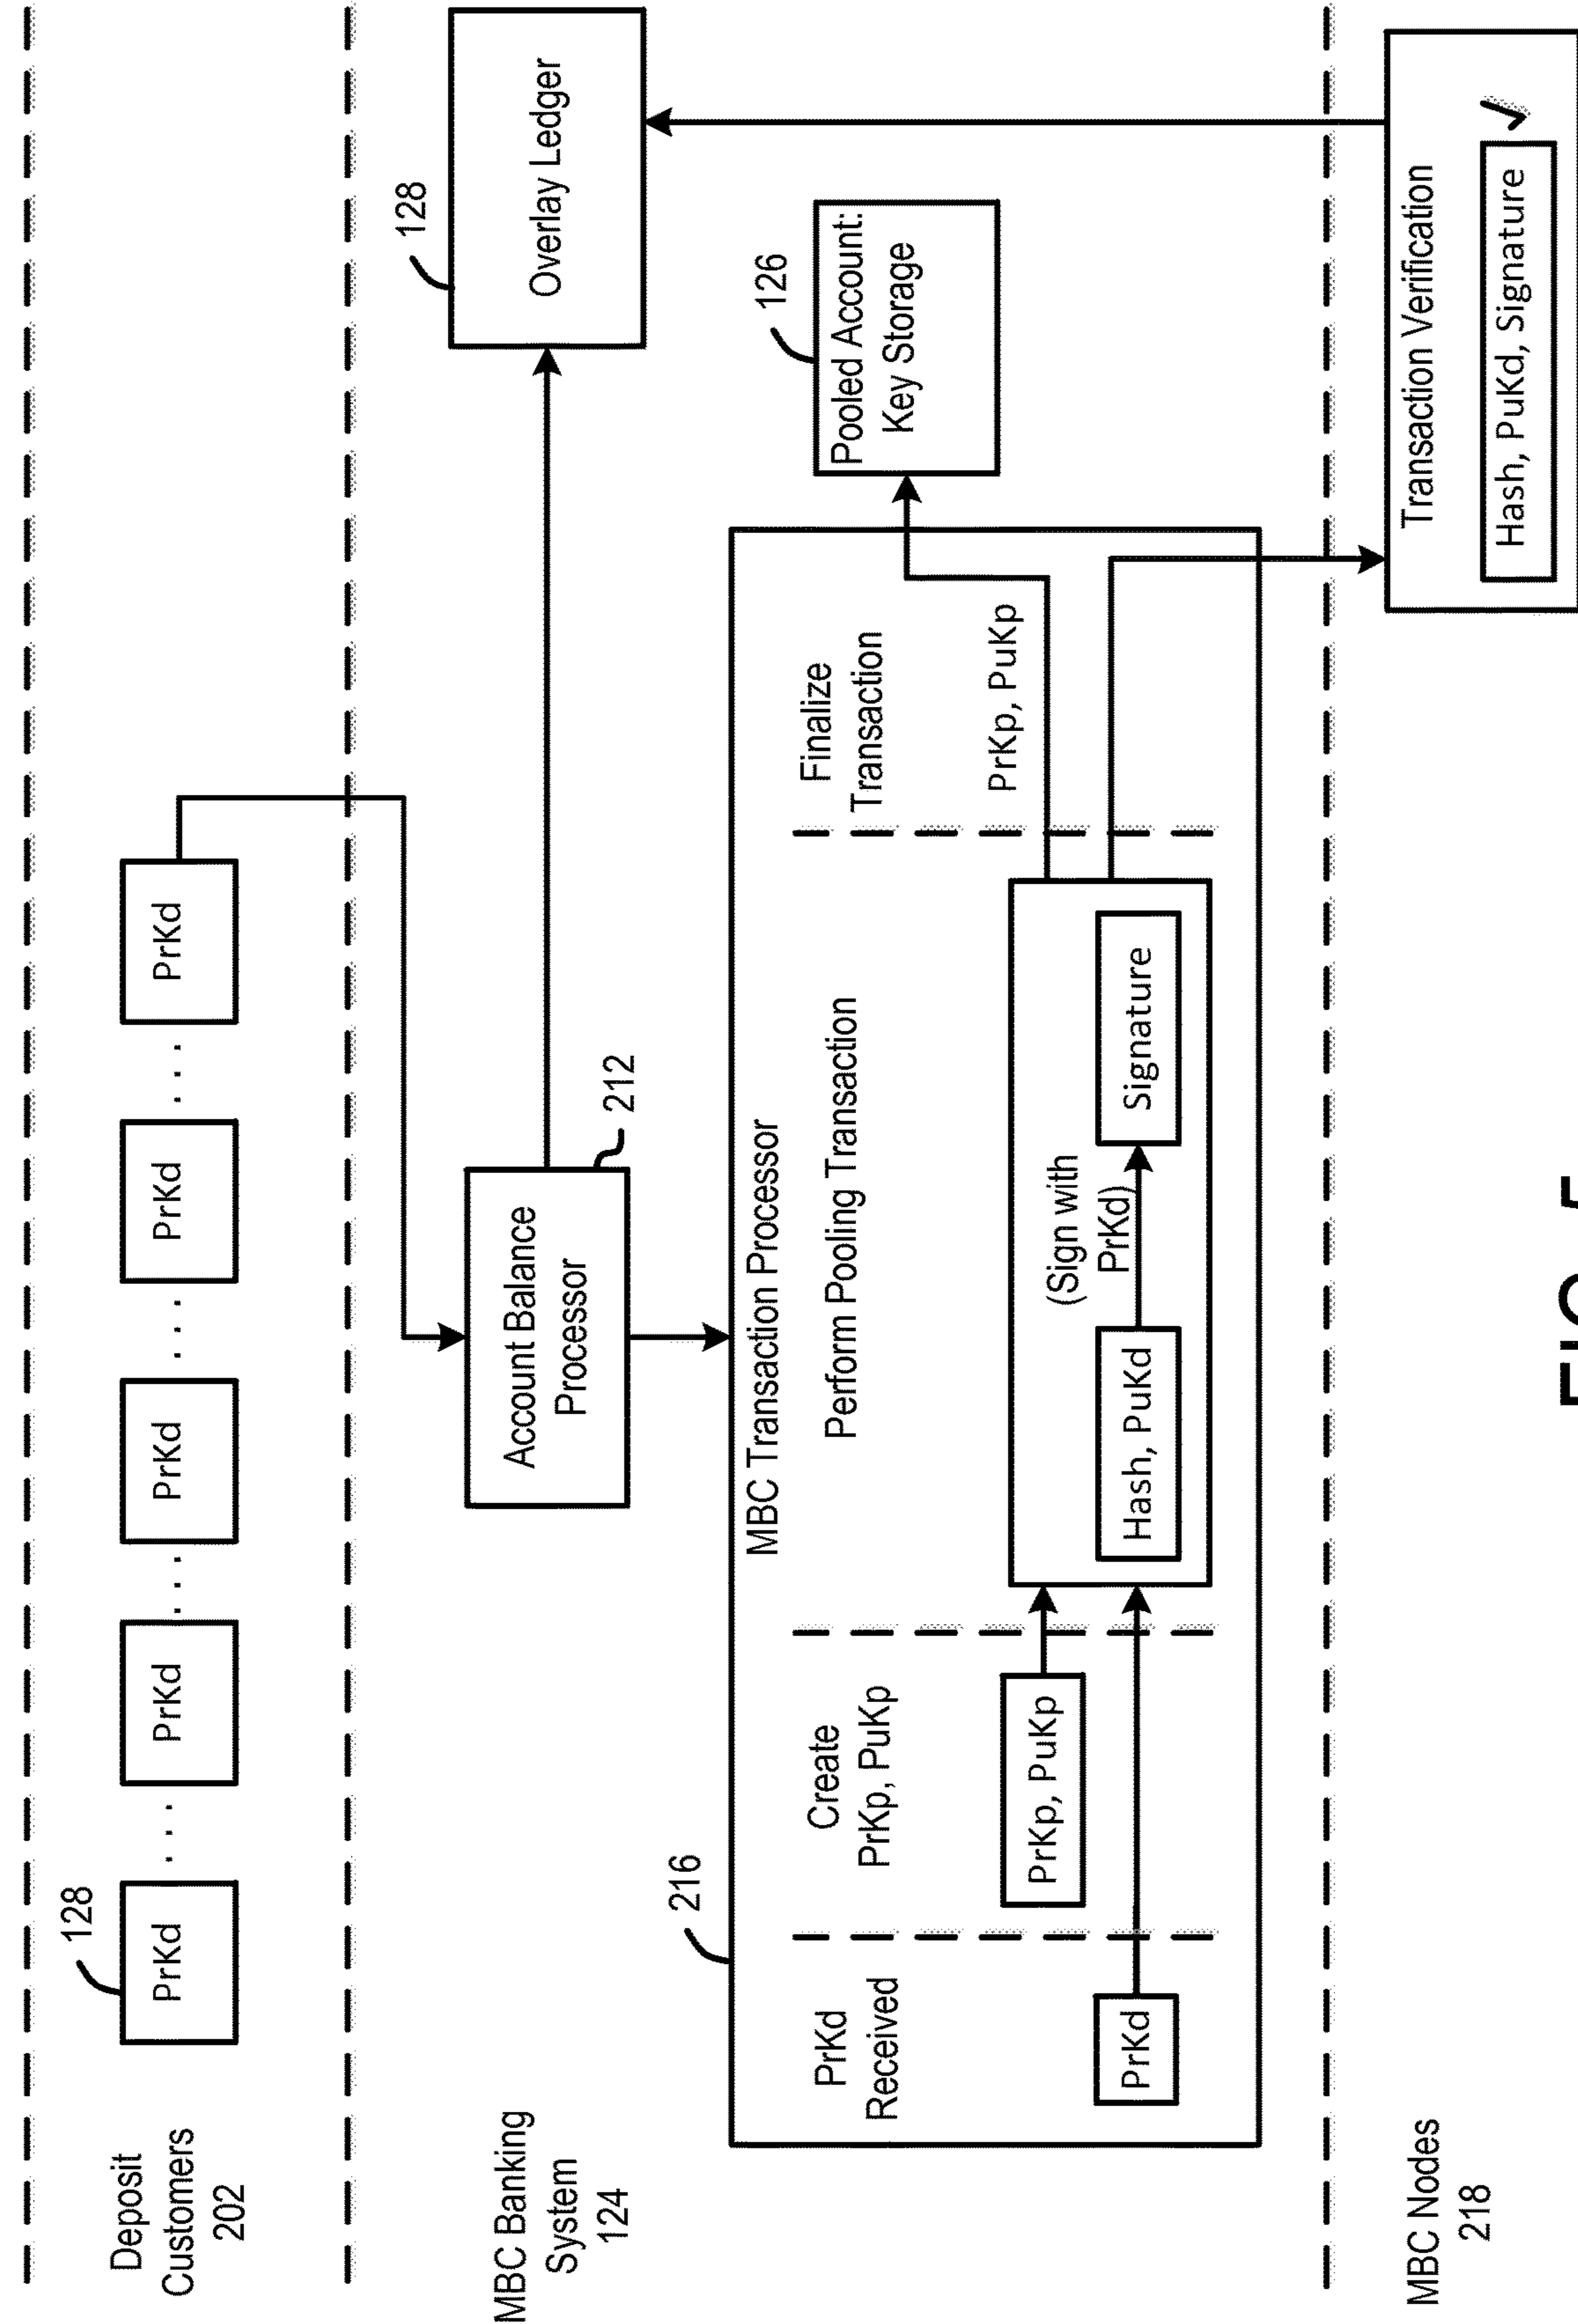 Deposit
Customers
202
128
PrKd
. . .
PrKd
. . .
PrKd
. . .
PrKd
. . .
PrKd
MBC Banking
System
124
Account Balance
Processor
212
128
Overlay Ledger
216
MBC Transaction Processor
PrKd
Received
PrKd
Create
PrKp, PuKp
PrKp, PuKp
Perform Pooling Transaction
(Sign with
PrKd)
Hash, PuKd
Signature
Finalize
Transaction
PrKp, PuKp
126
Pooled Account:
Key Storage
MBC Nodes
218
Transaction Verification
Hash, PuKd, Signature